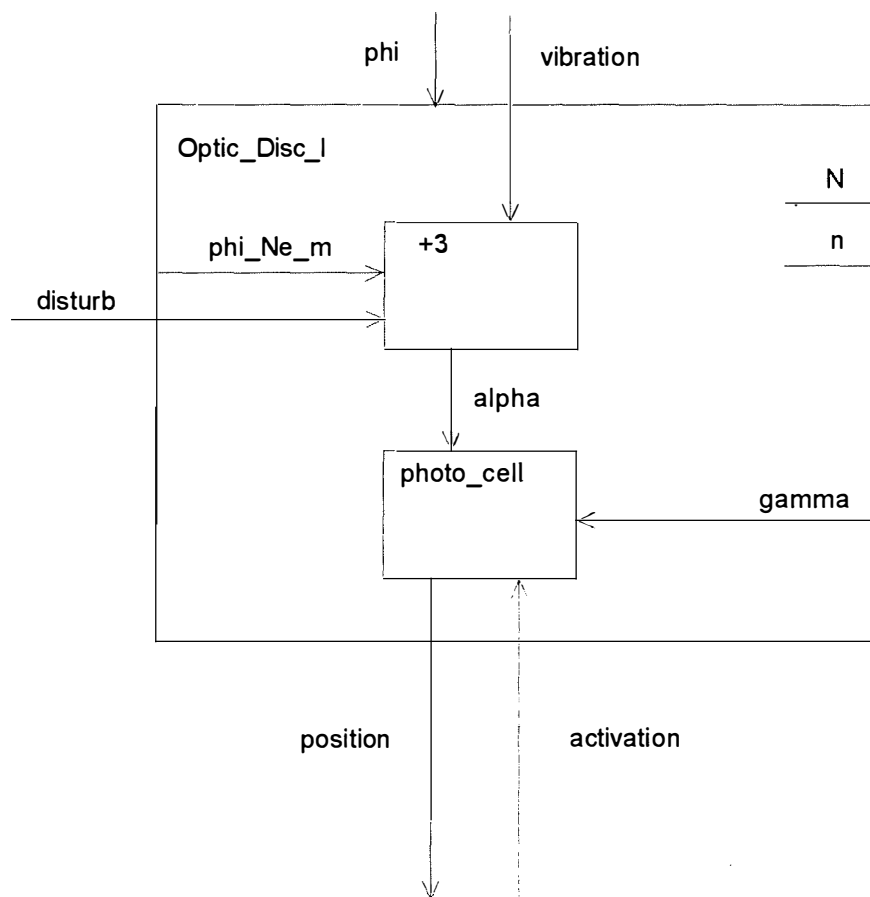 phi
vibration
Optic_Disc_I
N
phi_Ne_m
+3
n
disturb
alpha
photo_cell
gamma
position
activation